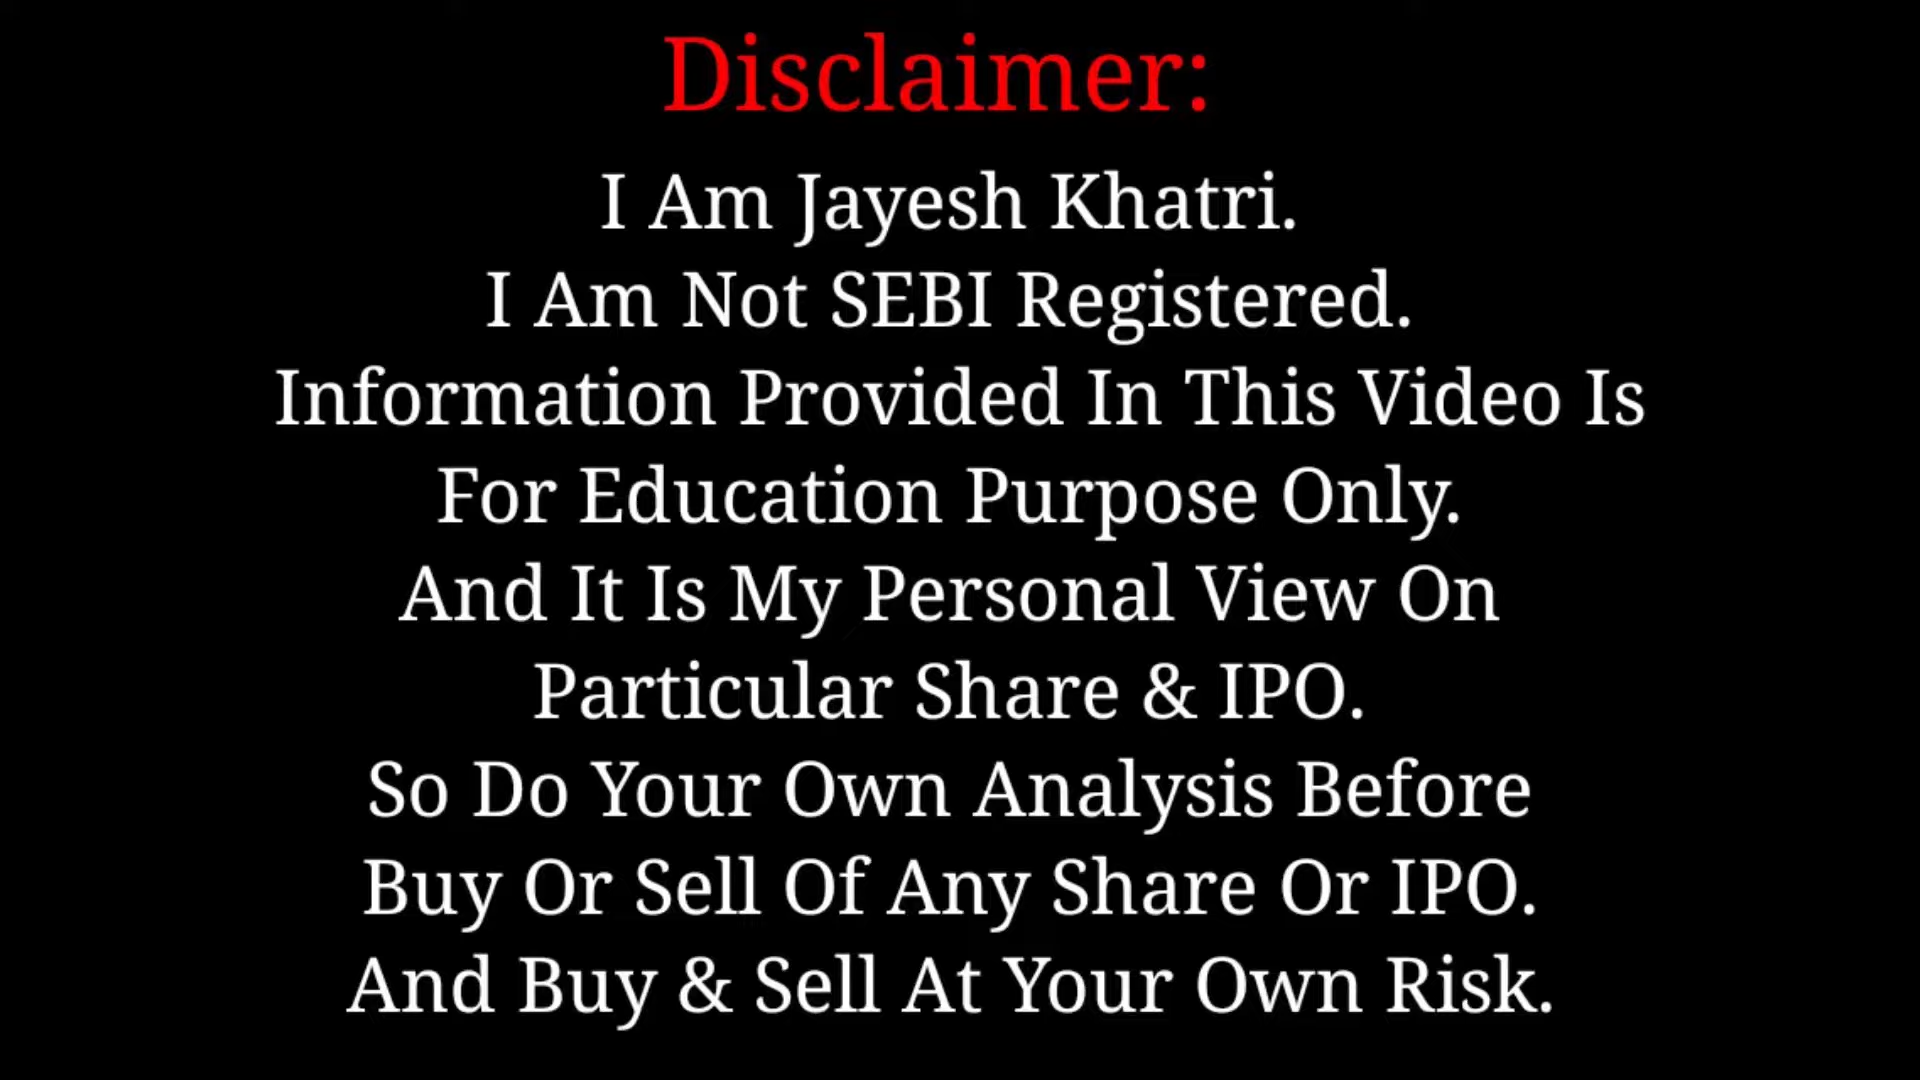 Disclaimer:
I Am Jayesh Khatri.
I Am Not SEBI Registered.
Information Provided In This Video Is
For Education Purpose Only.
And It Is My Personal View On
Particular Share & IPO.
So Do Your Own Analysis Before
Buy Or Sell Of Any Share Or IPO.
And Buy & Sell At Your Own Risk.